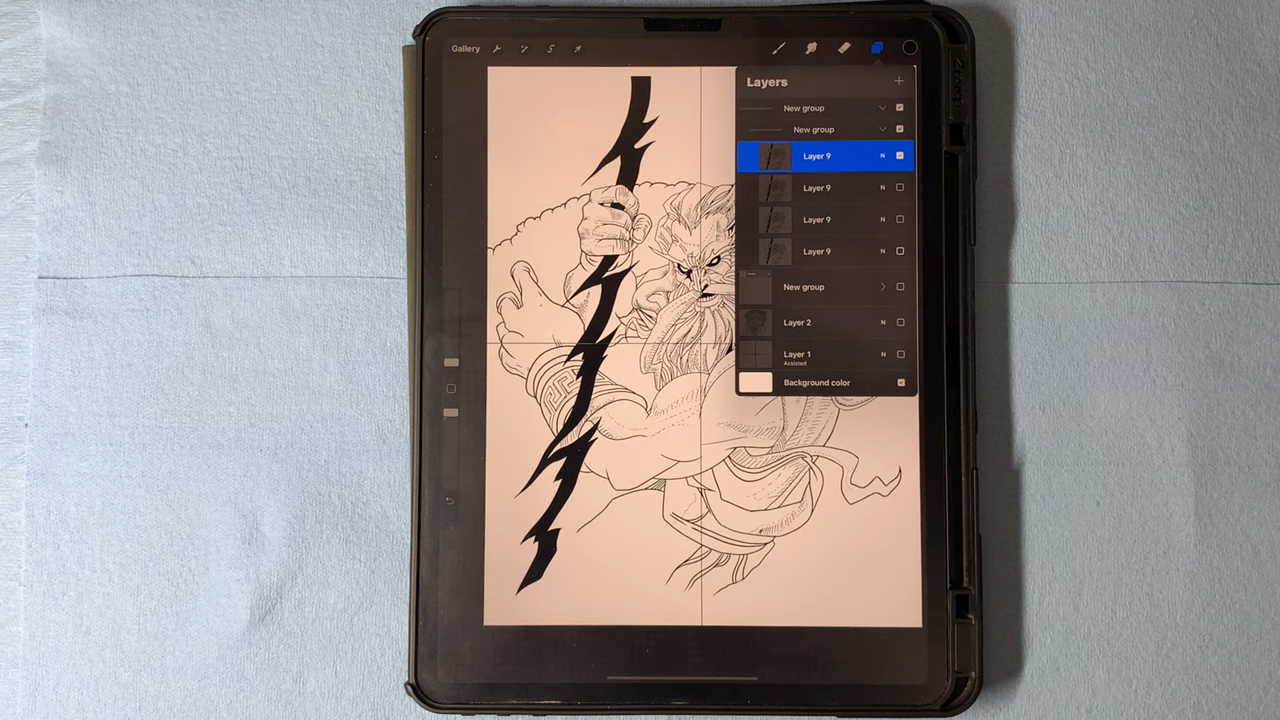 Gallery
Layers
New group
New group
Layer 9 N
Layer 9 N
Layer 9 N
Layer 9 N
New group
Layer 2 N
Layer 1 N
Assisted
Background color